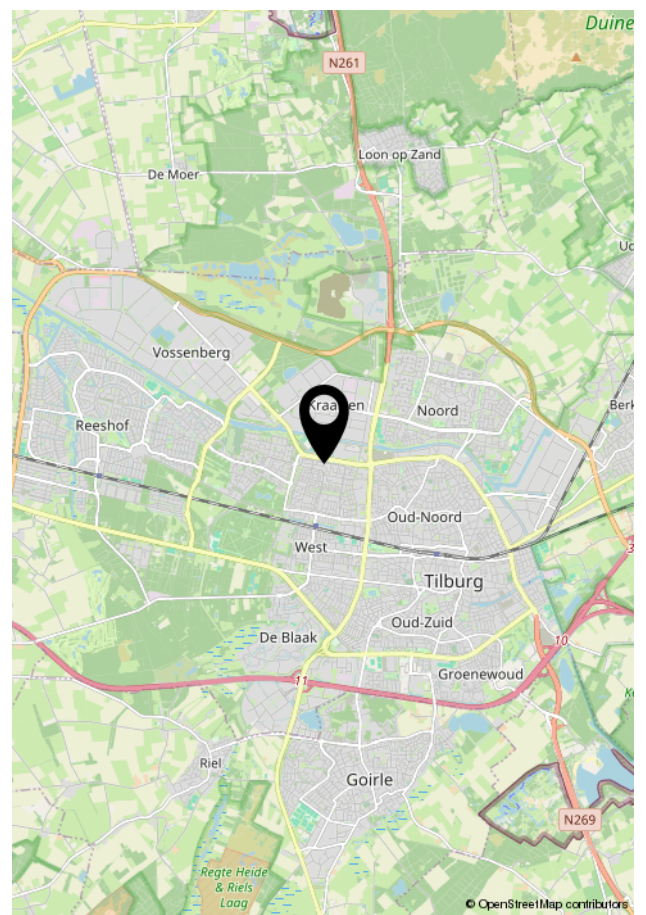 Duine
N261
Loon op Zand
De Moer
Vossenberg
Noord
Reeshof
Oud-Noord
West
Tilburg
Oud-Zuid
De Blaak
10
Groenewoud
11
Riel
Goirle
N269
Regte Heide
& Riels
Laag
© OpenStreetMap contributors